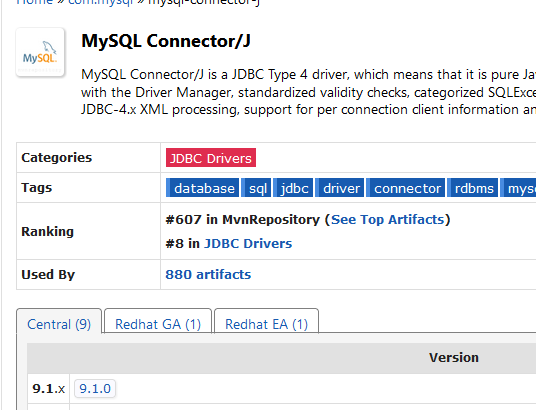 Home » com.mysql » mysql-connector-j
MySQL
MySQL Connector/J
MySQL Connector/J is a JDBC Type 4 driver, which means that it is pure Ja
with the Driver Manager, standardized validity checks, categorized SQLExce
JDBC-4.x XML processing, support for per connection client information an
Categories JDBC Drivers
Tags database sql jdbc driver connector rdbms mys
Ranking #607 in MvnRepository (See Top Artifacts)
#8 in JDBC Drivers
Used By 880 artifacts
Central (9) Redhat GA (1) Redhat EA (1)
Version
9.1.x 9.1.0